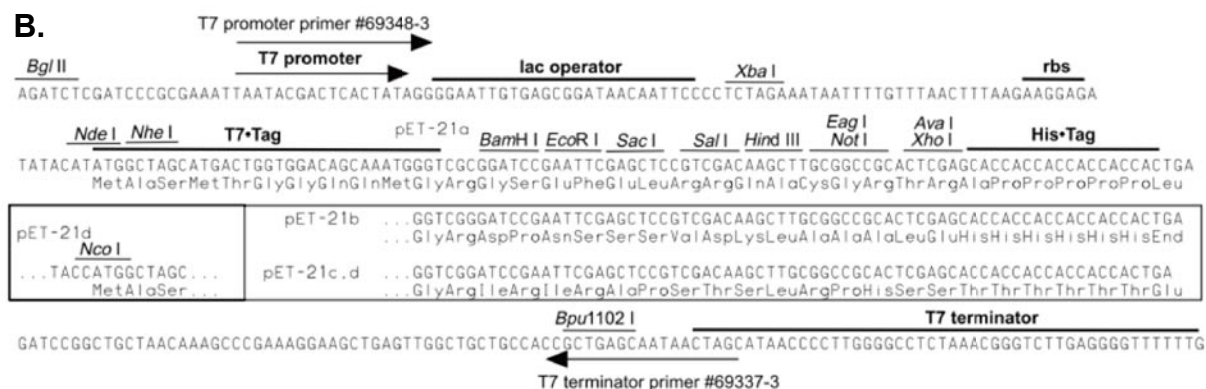 B.
T7 promoter primer #69348-3
Bgl II T7 promoter lac operator Xba I rbs
AGATCTCGATCCCGCGAAATTAATACGACTCACTATAGGGGAATTGTGAGCGGATAACAATTCCCCTCTAGAAATAATTTTGTTTAACTTTAAGAAGGAGA
Eag I Ava I
Nde I Nhe I T7•Tag pET-21a BamH I EcoR I Sac I Sal I Hind III Not I Xho I His•Tag
TATACATATGGCTAGCATGACTGGTGGACAGCAAATGGGTCGCGGATCCGAATTCGAGCTCCGTCGACAAGCTTGCGGCCGCACTCGAGCACCACCACCACCACCACTGA
MetAlaSerMetThrGlyGlyGlnGlnMetGlyArgGlySerGluPheGluLeuArgArgGlnAlaCysGlyArgThrArgAlaProProProProProLeu
pET-21b ...GGTCGGGATCCGAATTCGAGCTCCGTCGACAAGCTTGCGGCCGCACTCGAGCACCACCACCACCACCACTGA
pET-21d ...GlyArgAspProAsnSerSerSerValAspLysLeuAlaAlaAlaLeuGluHisHisHisHisHisHisEnd
Nco I
...TACCATGGCTAGC... pET-21c.d ...GGTCGGATCCGAATTCGAGCTCCGTCGACAAGCTTGCGGCCGCACTCGAGCACCACCACCACCACCACTGA
MetAlaSer... ...GlyArgIleArgIleArgAlaProSerThrSerLeuArgProHisSerSerThrThrThrThrThrThrGlu
Bpu1102 I T7 terminator
GATCCGGCTGCTAACAAAGCCCGAAAGGAAGCTGAGTTGGCTGCTGCCACCGCTGAGCAATAACTAGCATAACCCCTTGGGGCCTCTAAACGGGTCTTGAGGGGTTTTTTG
T7 terminator primer #69337-3